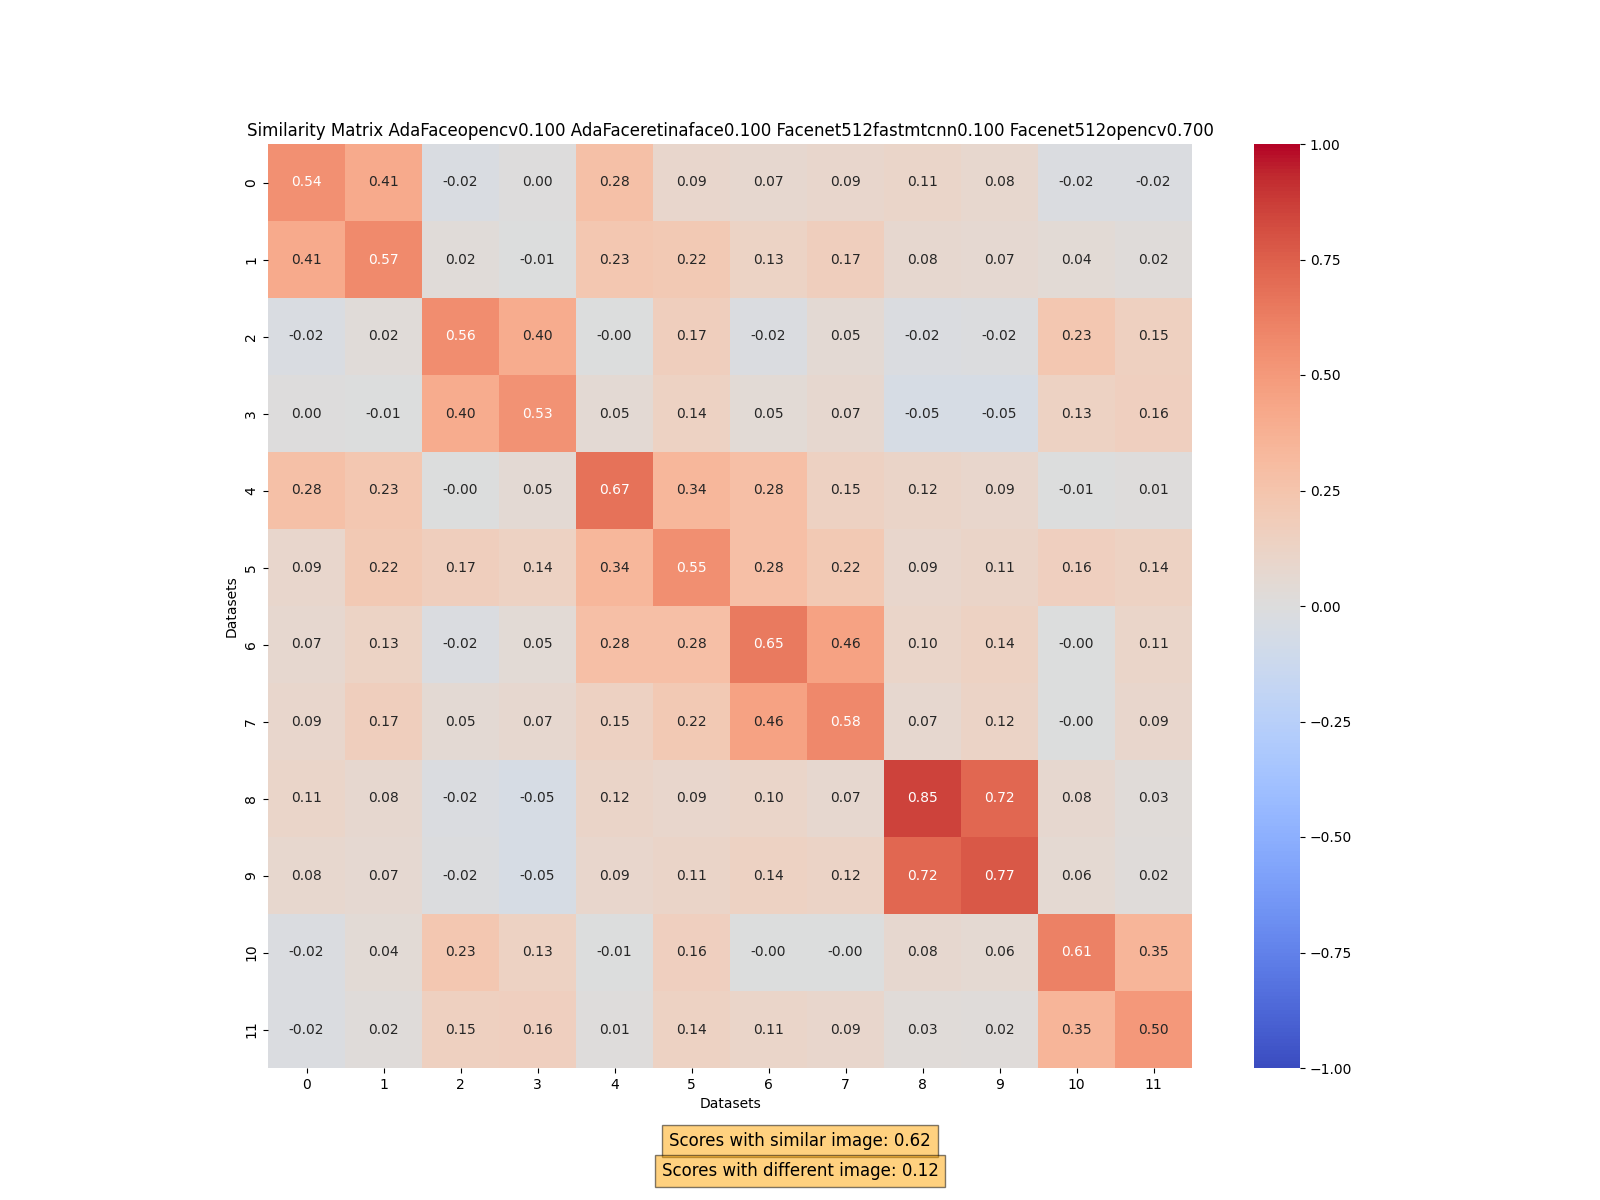 Similarity Matrix AdaFaceopencv0.100 AdaFaceretinaface0.100 Facenet512fastmtcnn0.100 Facenet512opencv0.700
0 0.54 0.41 -0.02 0.00 0.28 0.09 0.07 0.09 0.11 0.08 -0.02 -0.02
1 0.41 0.57 0.02 -0.01 0.23 0.22 0.13 0.17 0.08 0.07 0.04 0.02
2 -0.02 0.02 0.56 0.40 -0.00 0.17 -0.02 0.05 -0.02 -0.02 0.23 0.15
3 0.00 -0.01 0.40 0.53 0.05 0.14 0.05 0.07 -0.05 -0.05 0.13 0.16
4 0.28 0.23 -0.00 0.05 0.67 0.34 0.28 0.15 0.12 0.09 -0.01 0.01
5 0.09 0.22 0.17 0.14 0.34 0.55 0.28 0.22 0.09 0.11 0.16 0.14
6 0.07 0.13 -0.02 0.05 0.28 0.28 0.65 0.46 0.10 0.14 -0.00 0.11
7 0.09 0.17 0.05 0.07 0.15 0.22 0.46 0.58 0.07 0.12 -0.00 0.09
8 0.11 0.08 -0.02 -0.05 0.12 0.09 0.10 0.07 0.85 0.72 0.08 0.03
9 0.08 0.07 -0.02 -0.05 0.09 0.11 0.14 0.12 0.72 0.77 0.06 0.02
10 -0.02 0.04 0.23 0.13 -0.01 0.16 -0.00 -0.00 0.08 0.06 0.61 0.35
11 -0.02 0.02 0.15 0.16 0.01 0.14 0.11 0.09 0.03 0.02 0.35 0.50
0 1 2 3 4 5 6 7 8 9 10 11
Datasets
Datasets
1.00
0.75
0.50
0.25
0.00
−0.25
−0.50
−0.75
−1.00
Scores with similar image: 0.62
Scores with different image: 0.12